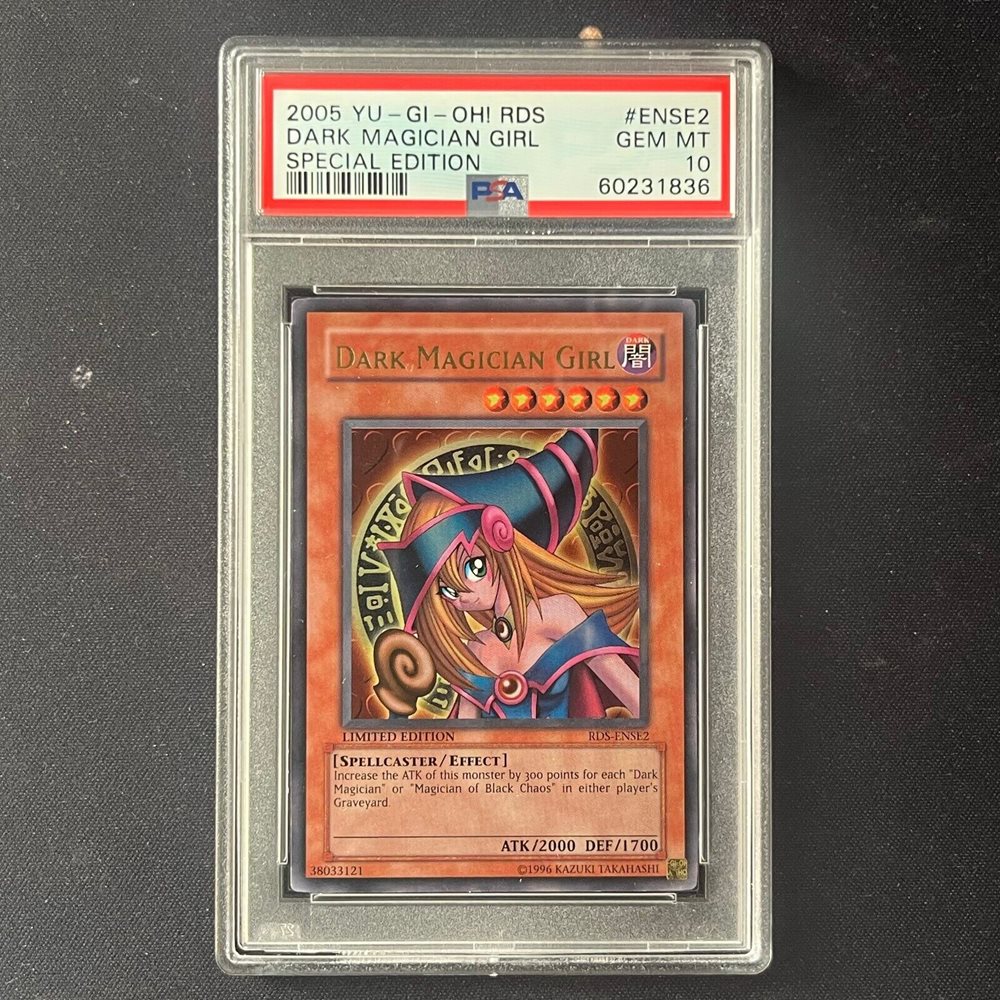 2005 YU-GI-OH! RDS #ENSE2
DARK MAGICIAN GIRL GEM MT
SPECIAL EDITION 10
PSA 60231836
DARK MAGICIAN GIRL
DARK
闇
LIMITED EDITION RDS-ENSE2
[SPELLCASTER/EFFECT]
Increase the ATK of this monster by 300 points for each "Dark
Magician" or "Magician of Black Chaos" in either player's
Graveyard.
ATK/2000 DEF/1700
38033121 ©1996 KAZUKI TAKAHASHI